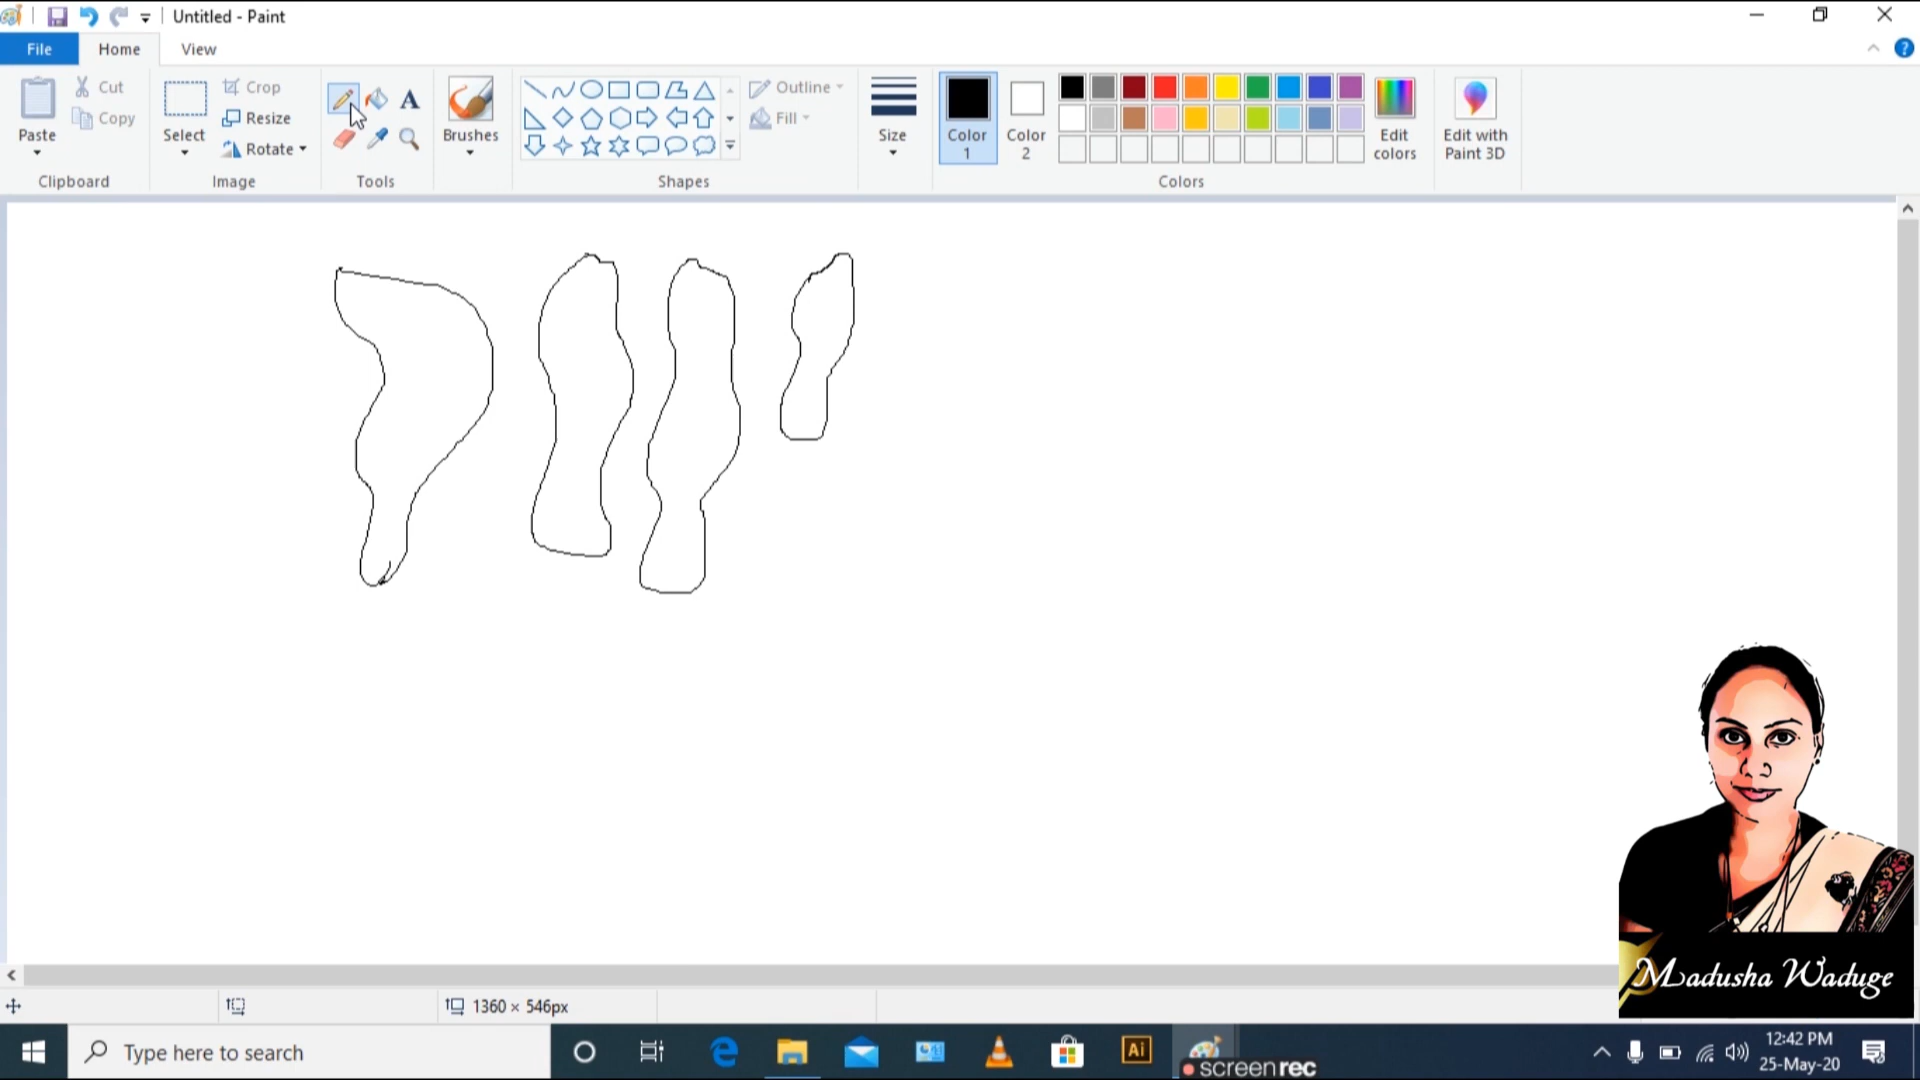 Untitled - Paint
File Home View
Paste Cut Copy
Select Crop Resize Rotate
A
Brushes
Outline Fill
Size
Color 1
Color 2
Edit colors
Edit with Paint 3D
Clipboard Image Tools Shapes Colors
1360 × 546px
Madusha Waduge
Type here to search
Ai
screenrec
12:42 PM
25-May-20